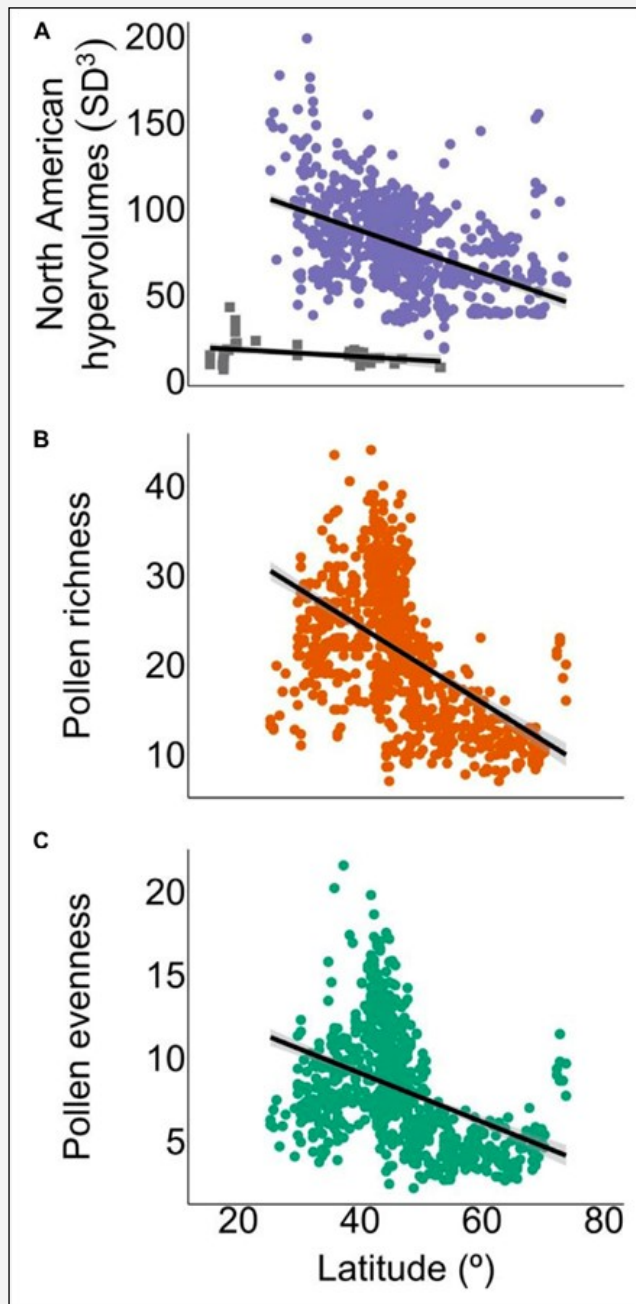 A
North American
hypervolumes (SD³)
200
150
100
50
0
B
Pollen richness
40
30
20
10
C
Pollen evenness
20
15
10
5
20 40 60 80
Latitude (º)